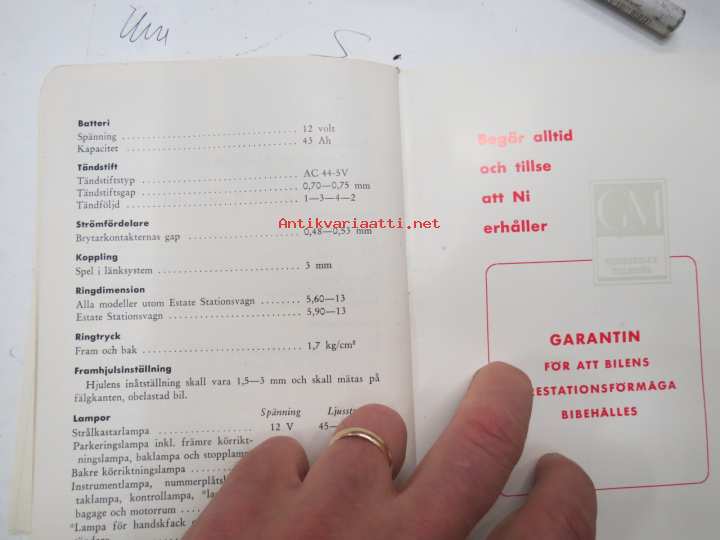 Batteri
Spänning 12 volt
Kapacitet 43 Ah
Tändstift
Tändstiftstyp AC 44-5V
Tändstiftsgap 0,70—0,75 mm
Tändföljd 1—3—4—2
Strömfördelare
Brytarkontakternas gap 0,48—0,53 mm
Koppling
Spel i länksystem 3 mm
Ringdimension
Alla modeller utom Estate Stationsvagn 5,60—13
Estate Stationsvagn 5,90—13
Ringtryck
Fram och bak 1,7 kg/cm²
Framhjulsinställning
Hjulens inåtställning skall vara 1,5—3 mm och skall mätas på
fälgkanten, obelastad bil.
Lampor Spänning
Strålkastarlampa 12 V 45—
Parkeringslampa inkl. främre körrikt-
ningslampa, baklampa och stopplamp
Bakre körriktningslampa
Instrumentlampa, nummerplåts
taklampa, kontrollampa,
bagage och motorrum
*Lampa för handskfack
Antikvariaatti.net
Begär alltid
och tillse
att Ni
erhåller
GM
GARANTIN
FÖR ATT BILENS
RESTATIONSFÖRMÅGA
BIBEHÅLLES